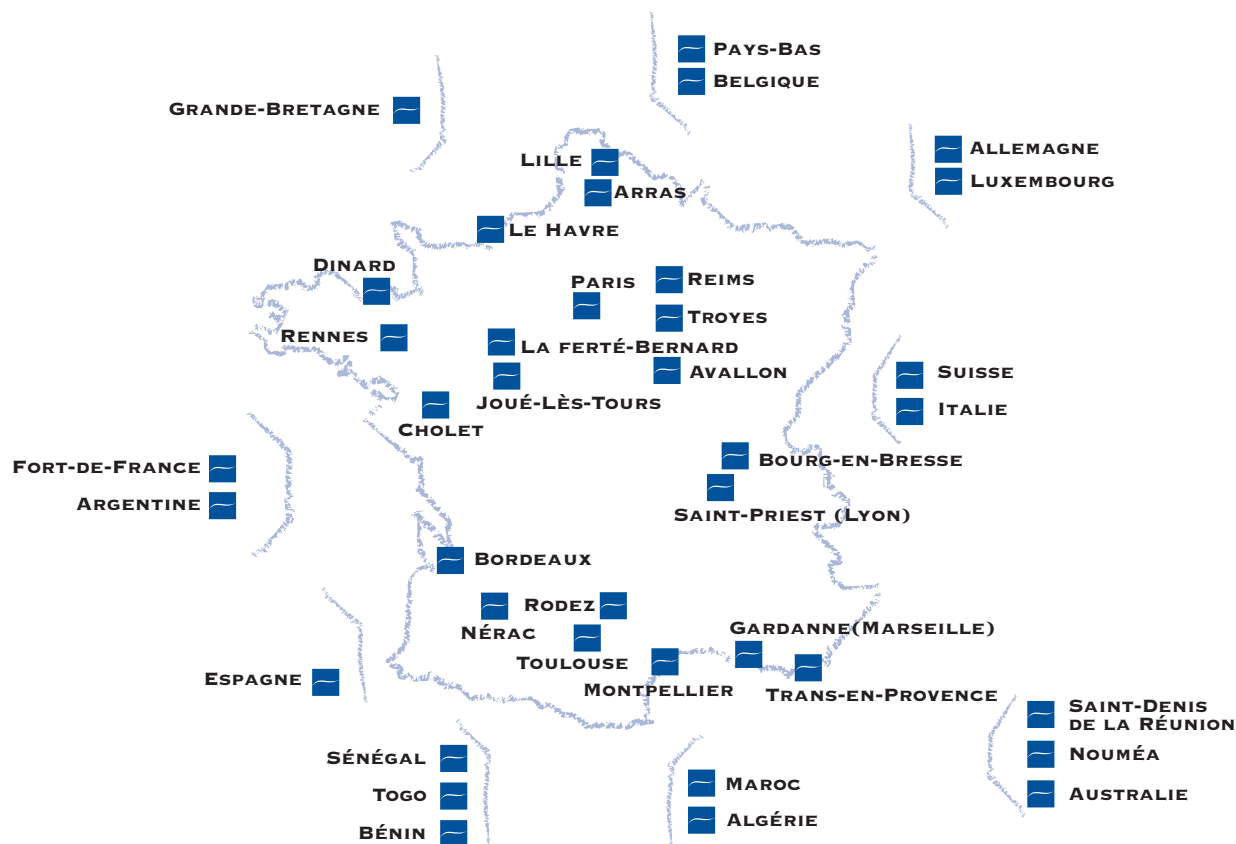 PAYS-BAS
BELGIQUE
GRANDE-BRETAGNE
ALLEMAGNE
LUXEMBOURG
LILLE
ARRAS
LE HAVRE
DINARD
PARIS
REIMS
TROYES
RENNES
LA FERTÉ-BERNARD
AVALLON
JOUÉ-LÈS-TOURS
CHOLET
SUISSE
ITALIE
FORT-DE-FRANCE
ARGENTINE
BOURG-EN-BRESSE
SAINT-PRIEST (LYON)
BORDEAUX
RODEZ
NÉRAC
TOULOUSE
GARDANNE(MARSEILLE)
MONTPELLIER
TRANS-EN-PROVENCE
ESPAGNE
SAINT-DENIS
DE LA RÉUNION
NOUMÉA
AUSTRALIE
SÉNÉGAL
TOGO
BÉNIN
MAROC
ALGÉRIE